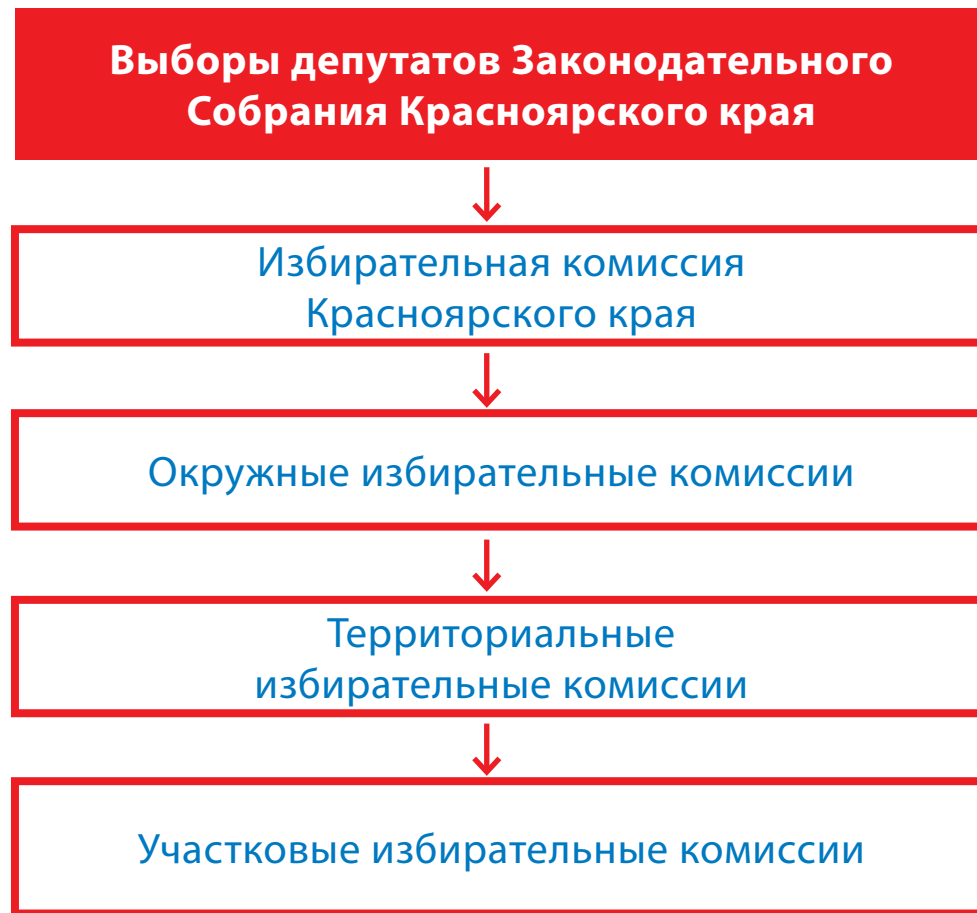 Выборы депутатов Законодательного
Собрания Красноярского края
Избирательная комиссия
Красноярского края
Окружные избирательные комиссии
Территориальные
избирательные комиссии
Участковые избирательные комиссии